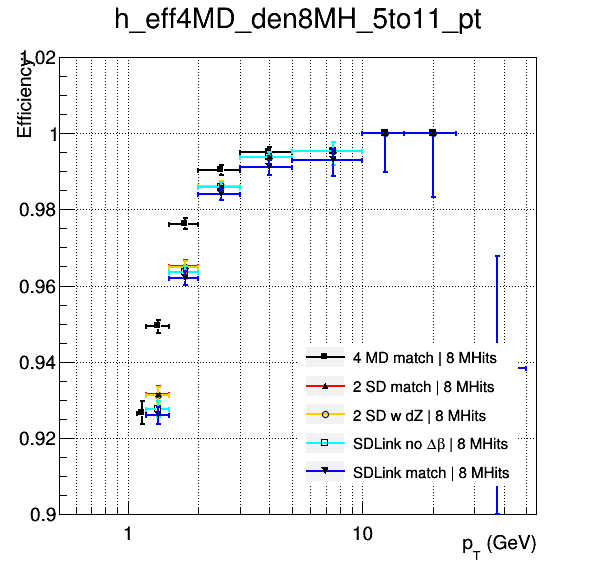 h_eff4MD_den8MH_5to11_pt
Efficiency
1.02
1
0.98
0.96
0.94
0.92
0.9
4 MD match | 8 MHits
2 SD match | 8 MHits
2 SD w dZ | 8 MHits
SDLink no Δβ | 8 MHits
SDLink match | 8 MHits
1
10
p_T (GeV)